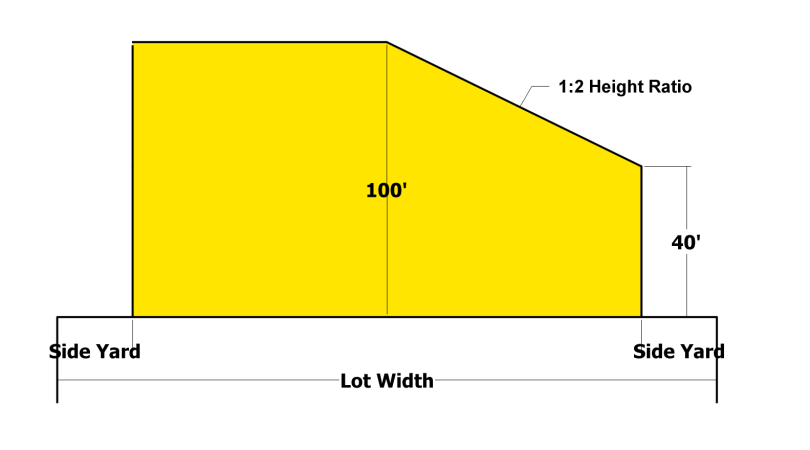 1:2 Height Ratio
100'
40'
Side Yard
Side Yard
Lot Width